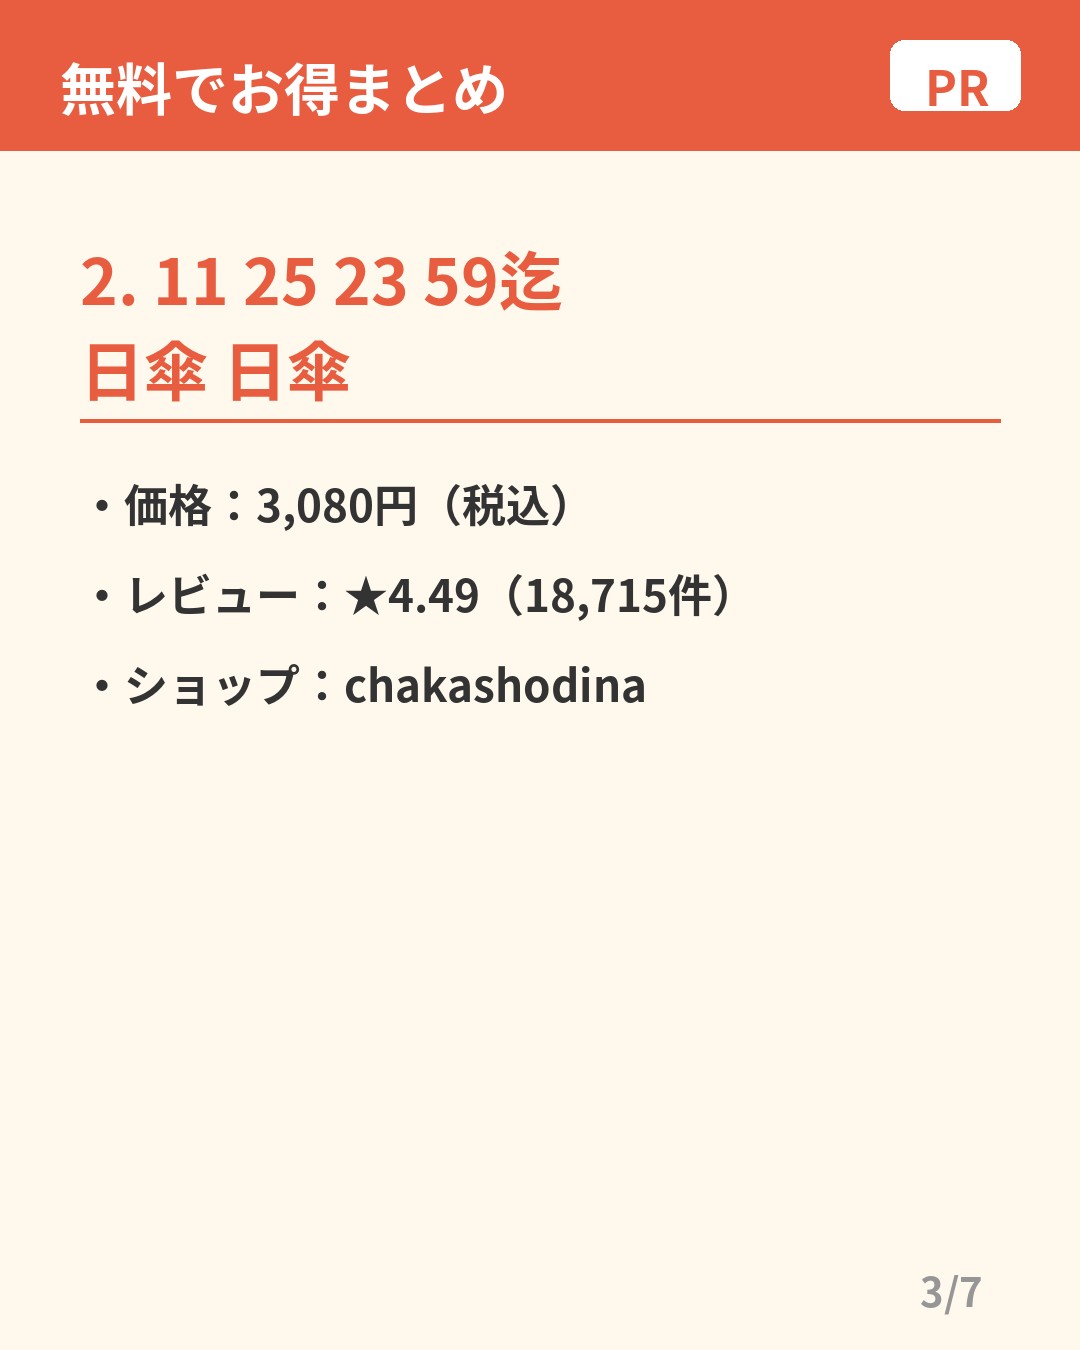 無料でお得まとめ
PR
2. 11 25 23 59迄
日傘 日傘
・価格：3,080円（税込）
・レビュー：★4.49（18,715件）
・ショップ：chakashodina
3/7